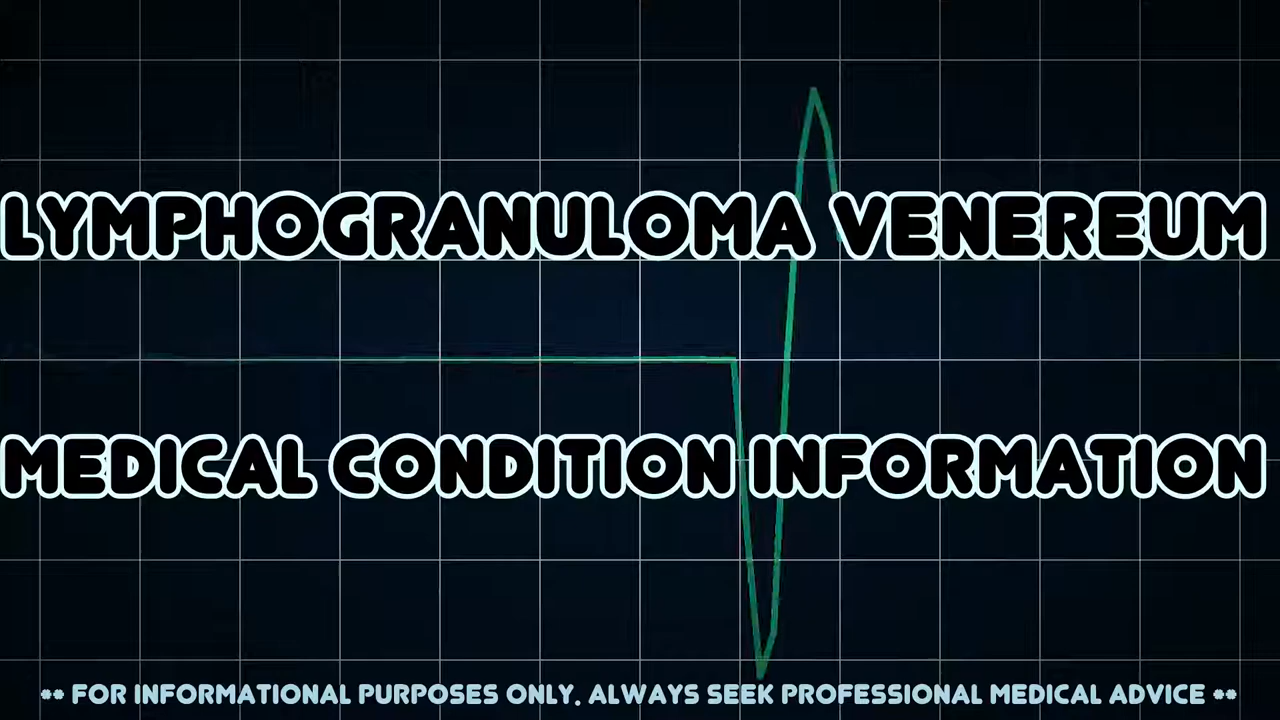 LYMPHOGRANULOMA VENEREUM
MEDICAL CONDITION INFORMATION
** FOR INFORMATIONAL PURPOSES ONLY. ALWAYS SEEK PROFESSIONAL MEDICAL ADVICE **